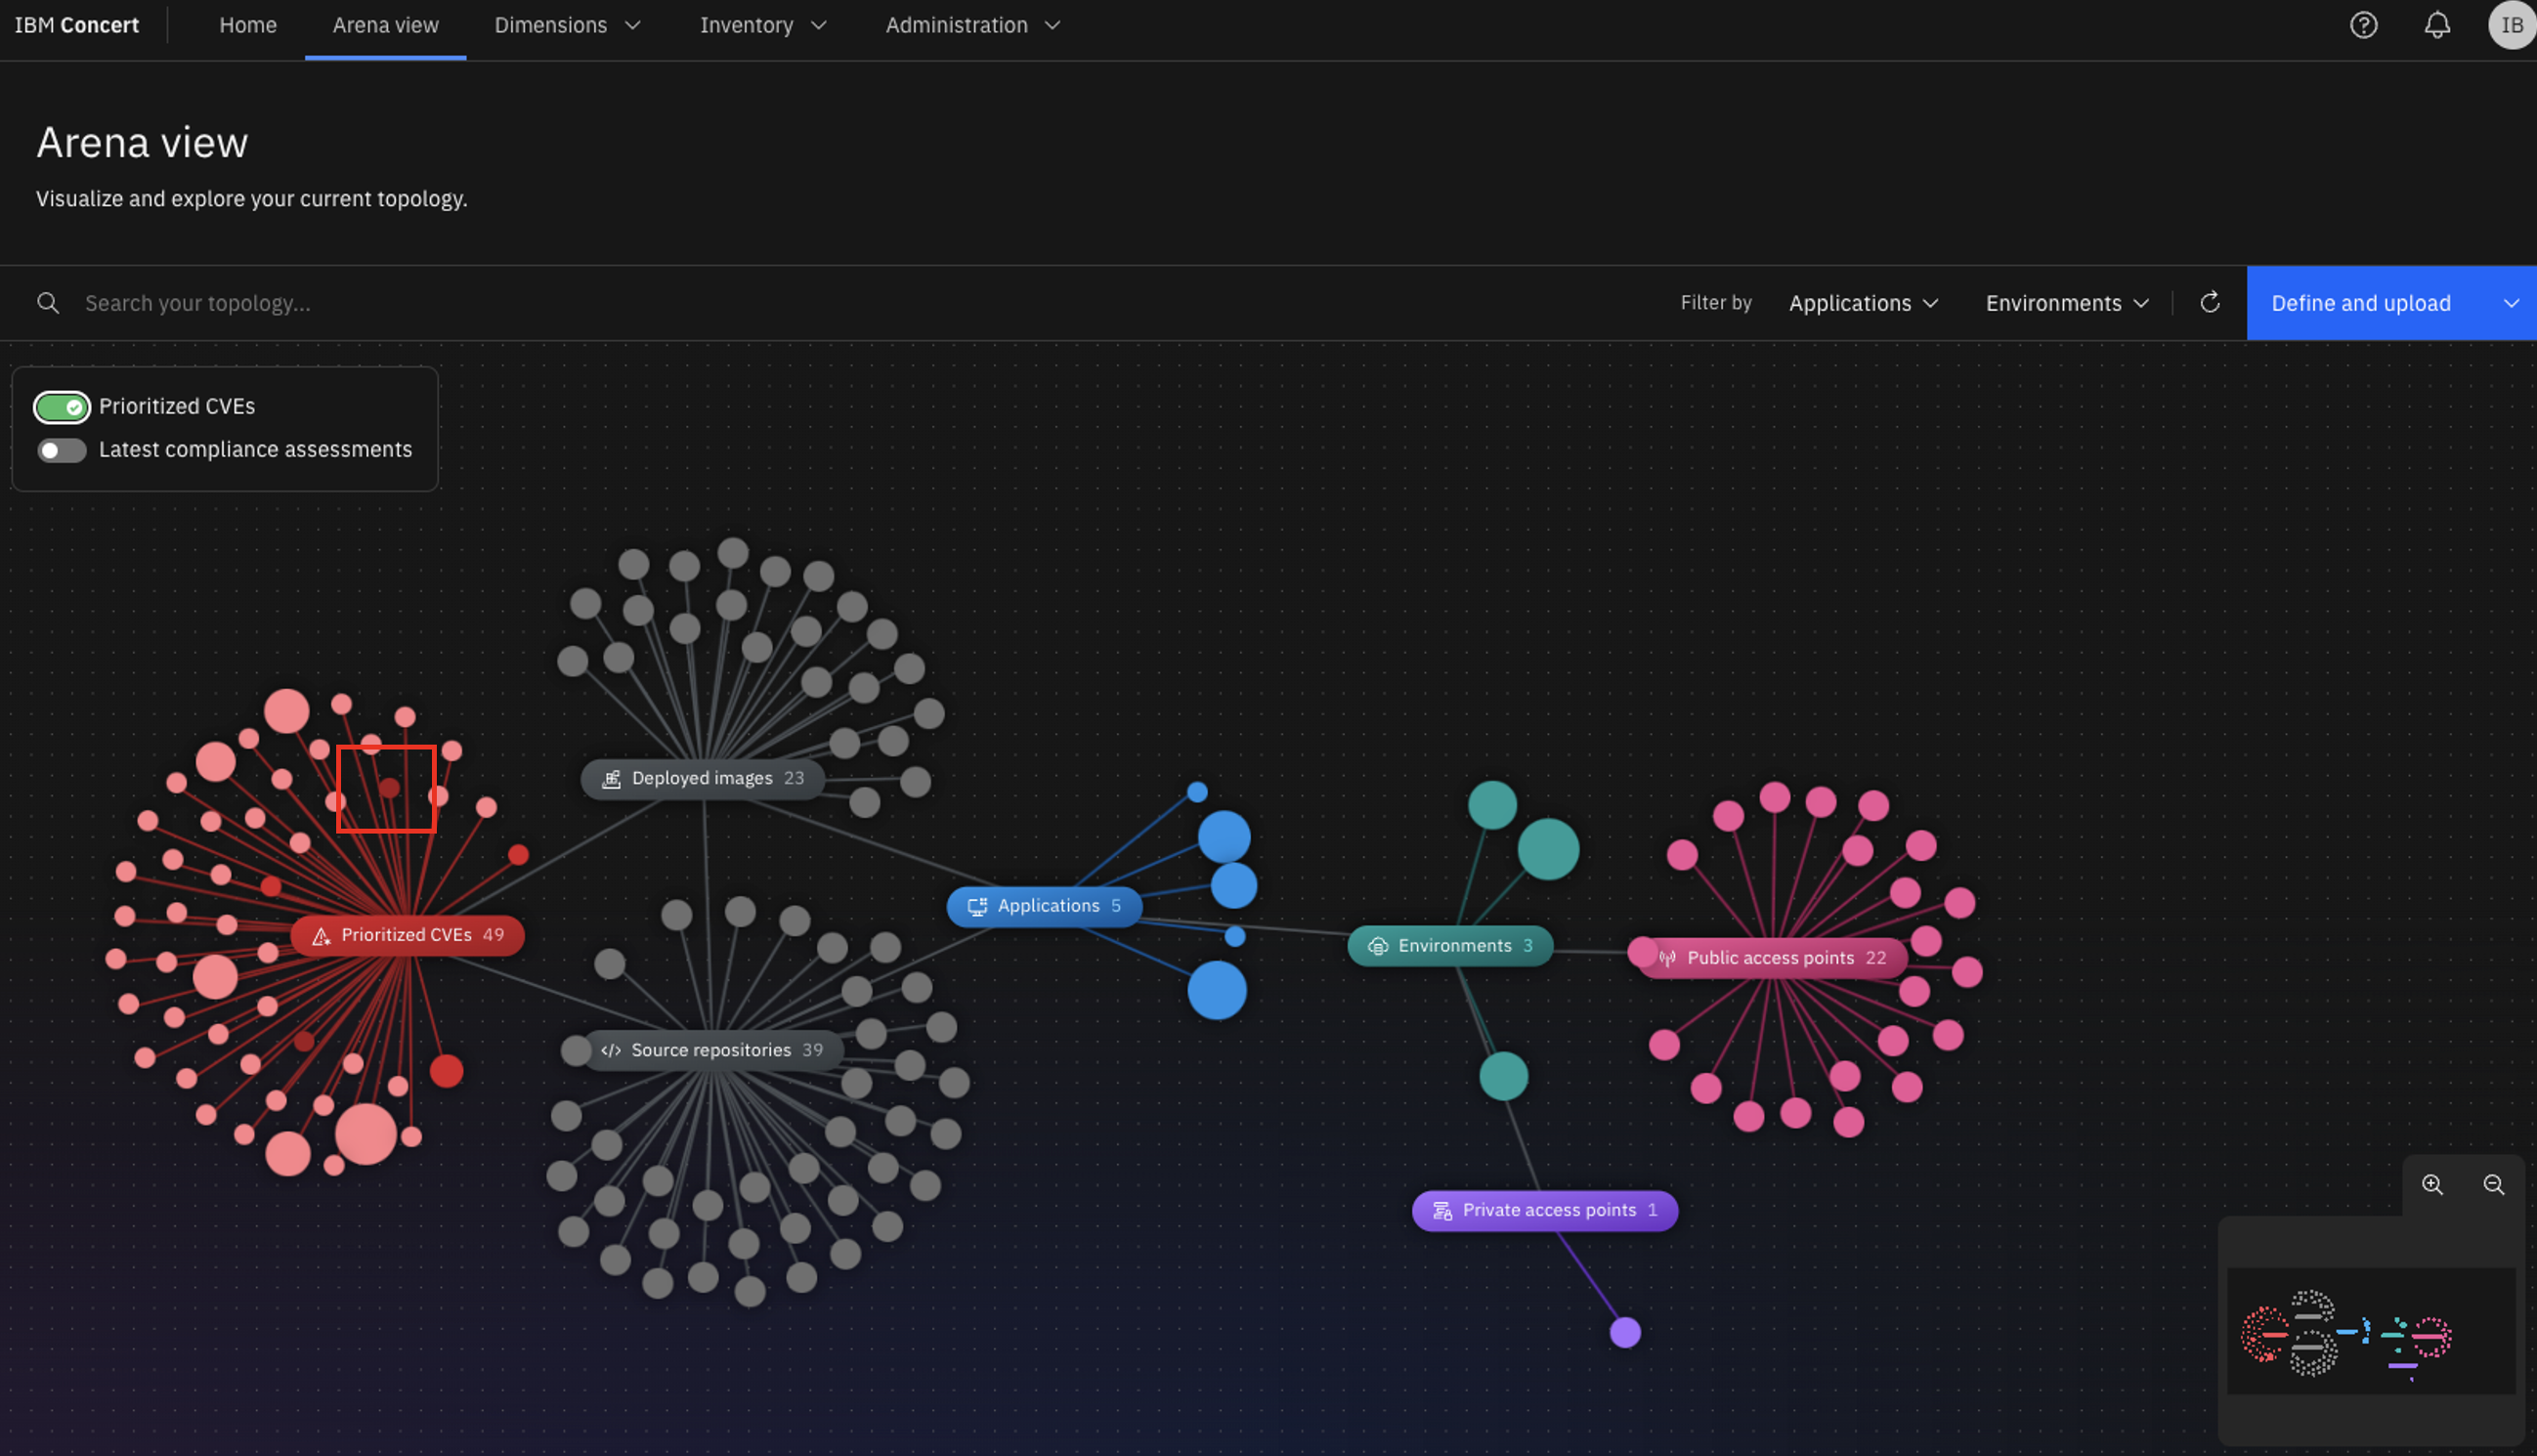 IBM Concert Home Arena view Dimensions Inventory Administration IB
Arena view
Visualize and explore your current topology.
Search your topology... Filter by Applications Environments Define and upload
Prioritized CVEs
Latest compliance assessments
Deployed images 23
Applications 5
Prioritized CVEs 49
Environments 3
Public access points 22
Source repositories 39
Private access points 1